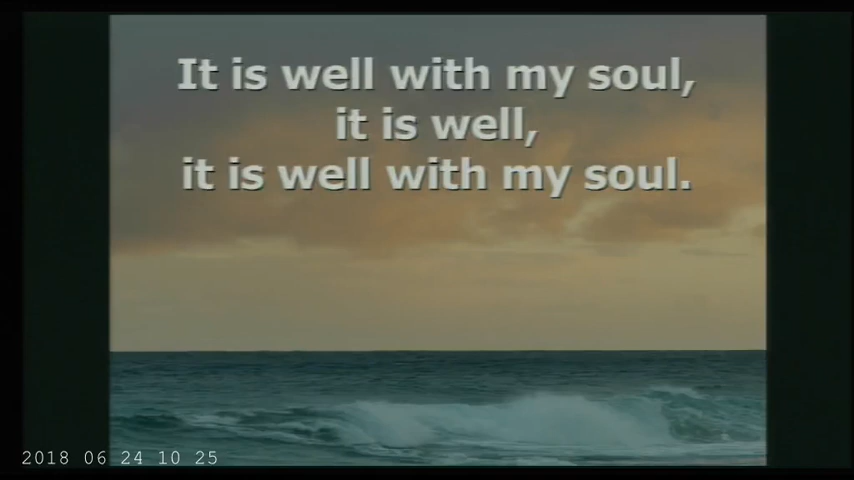 It is well with my soul,
it is well,
it is well with my soul.
2018 06 24 10 25